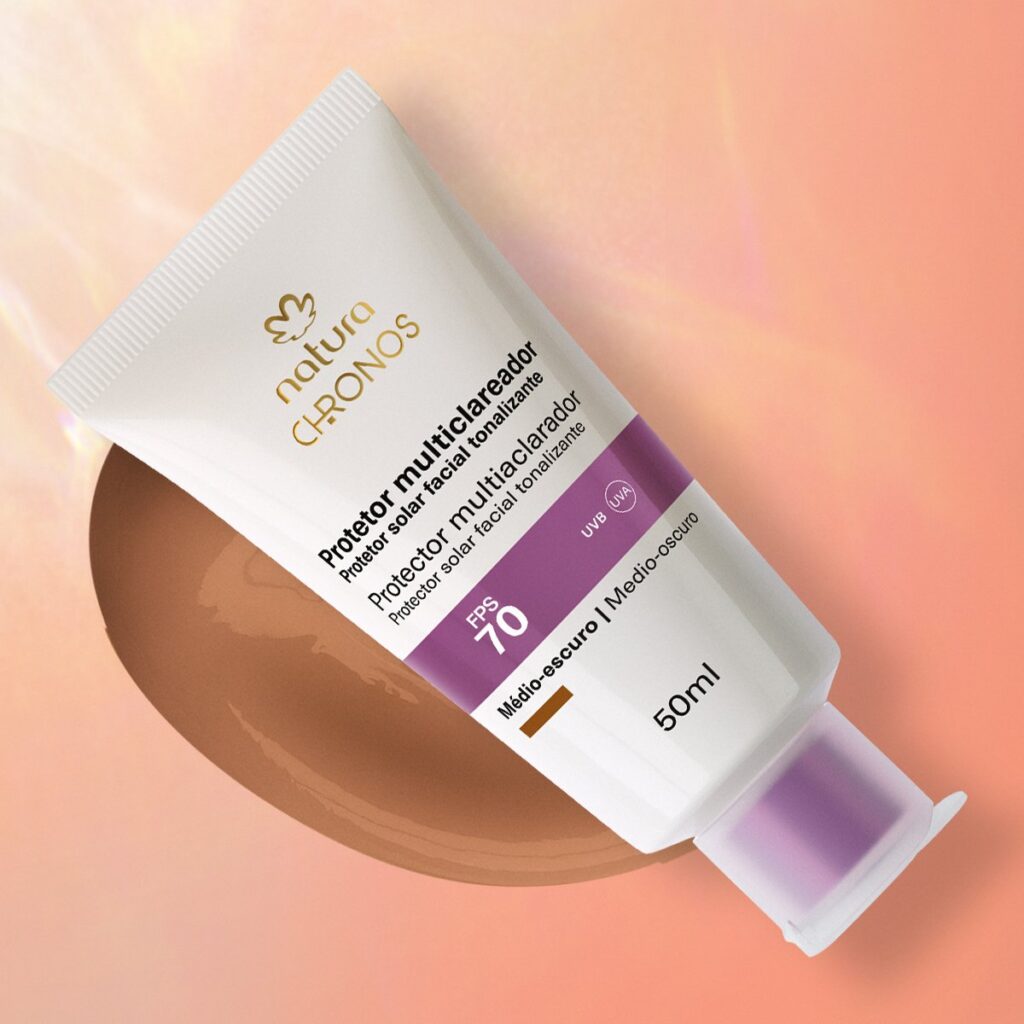 natura
CHRONOS
Protetor multiclareador
Protetor solar facial tonalizante
Protector multiaclarador
Protector solar facial tonalizante
FPS
70
UVB UVA
Médio-escuro | Medio-oscuro
50ml